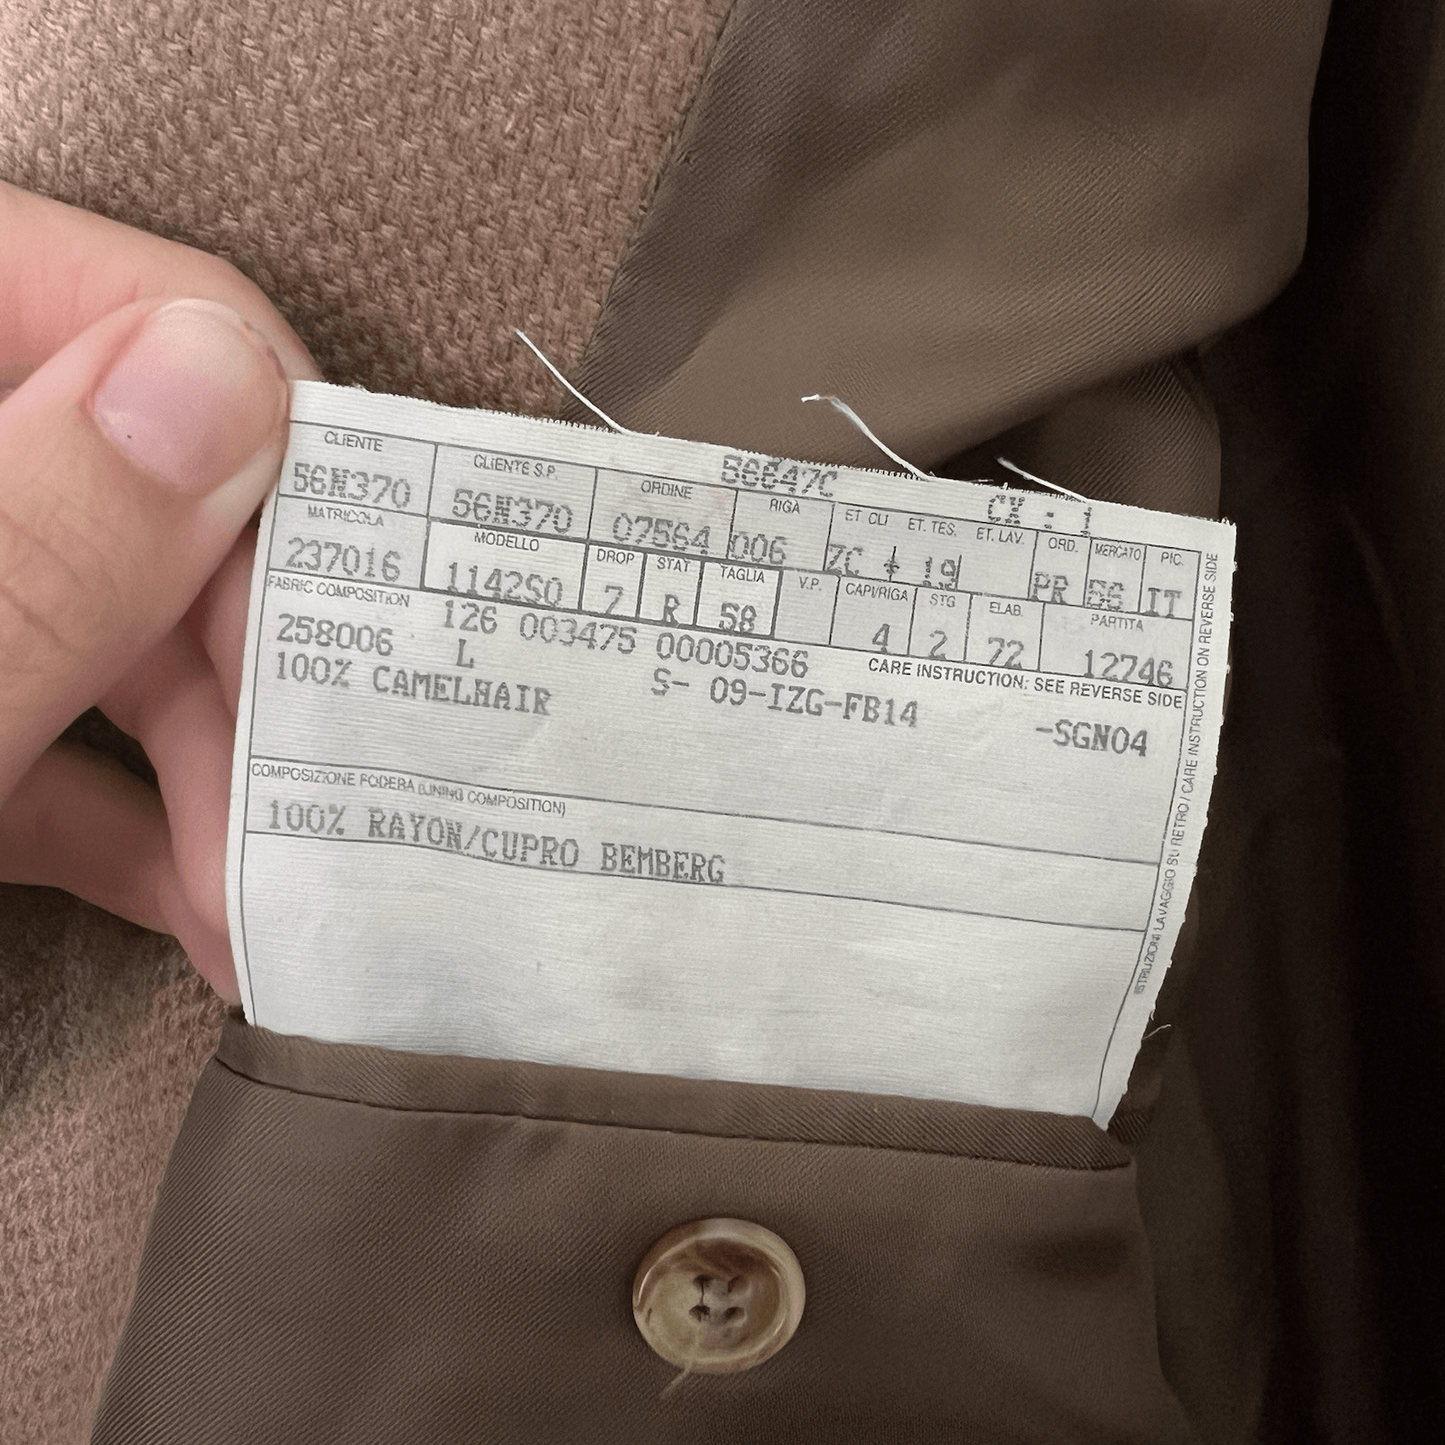 56647C CX : 1
CLIENTE CLIENTE S.P. ORDINE RIGA ET CLI ET. TES. ET. LAV. ORD. MERCATO PIC.
56N370 56N370 07564 006 ZC 19 PR 56 IT
MATRICOLA MODELLO DROP STAT TAGLIA V.P. CAPI/RIGA STG ELAB. PARTITA
237016 1142S0 7 R 58 4 2 72 12746
FABRIC COMPOSITION 126 003475 00005366 CARE INSTRUCTION: SEE REVERSE SIDE
258006 L S- 09-IZG-FB14 -SGN04
100% CAMELHAIR
COMPOSIZIONE FODERA (LINING COMPOSITION)
100% RAYON/CUPRO BEMBERG
ISTRUZIONI LAVAGGIO SU RETRO / CARE INSTRUCTION ON REVERSE SIDE